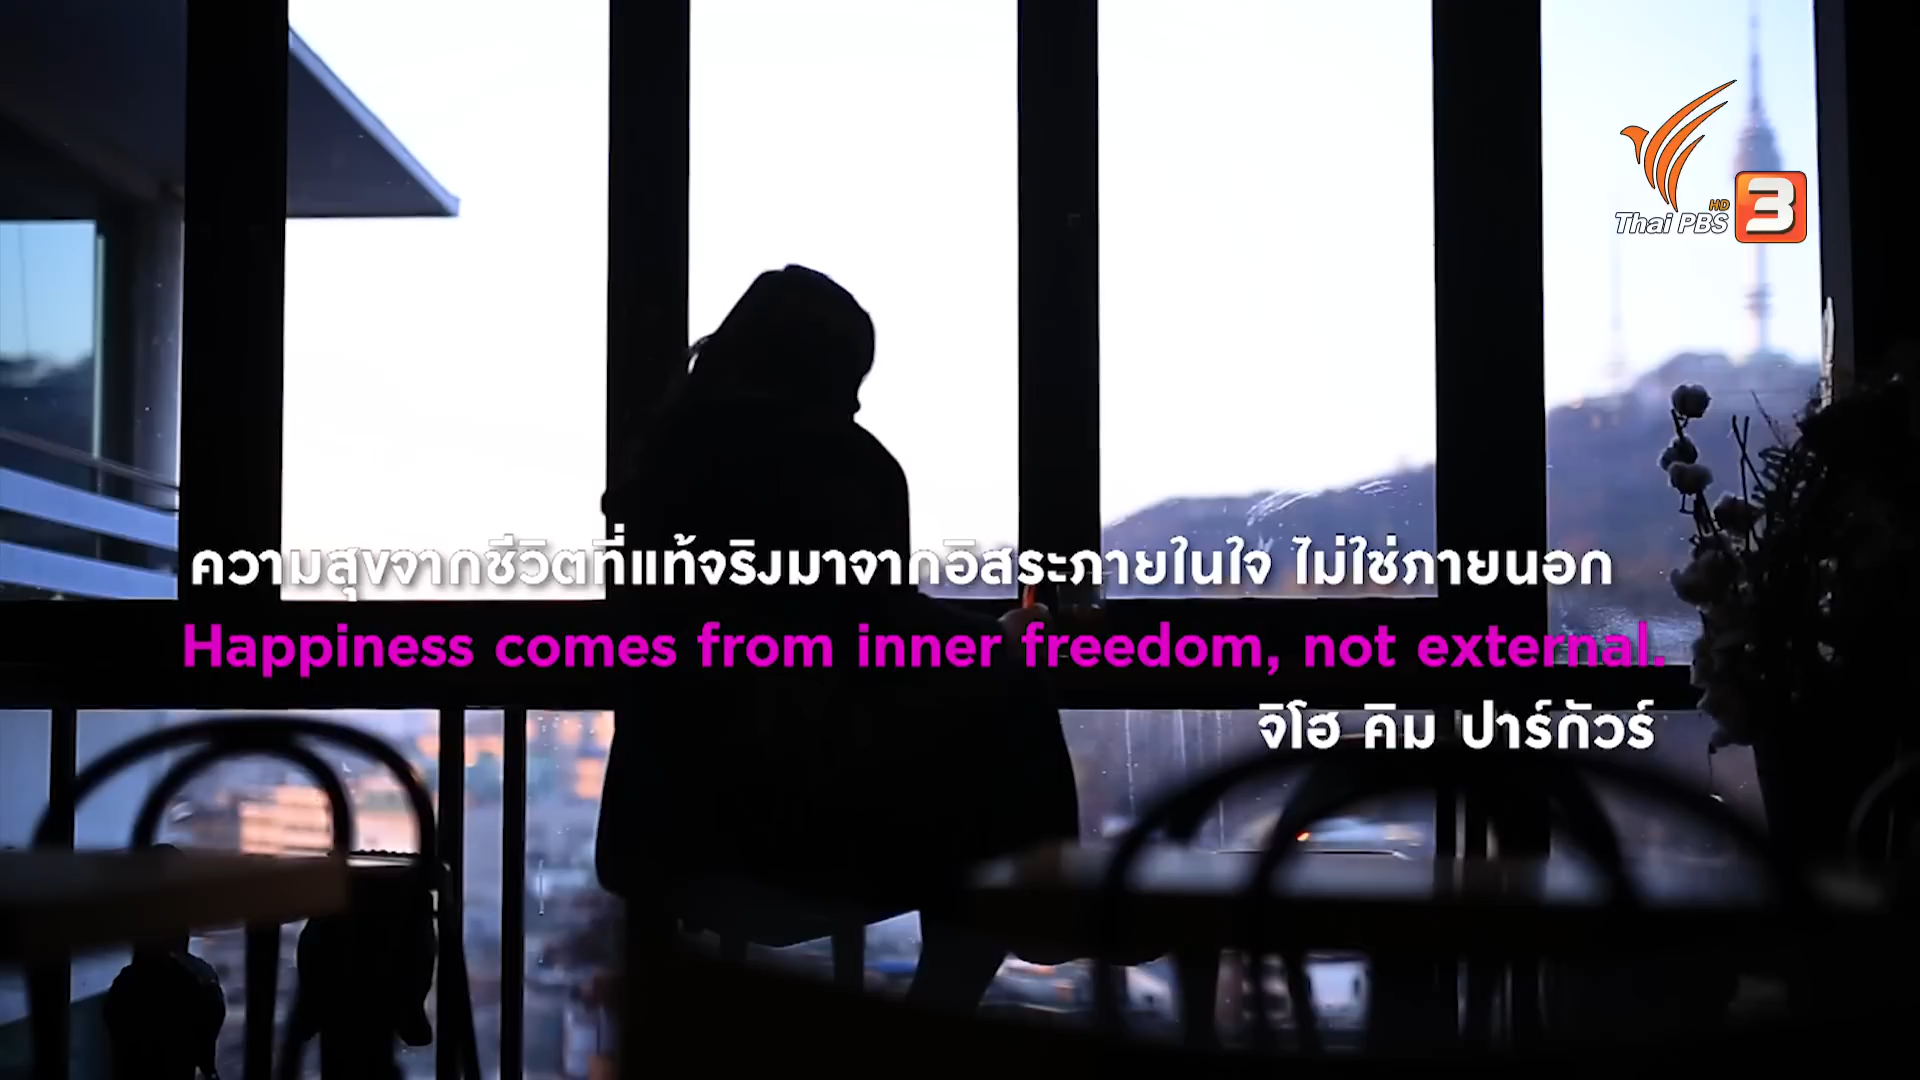 HD
Thai PBS 3
ความสุขจากชีวิตที่แท้จริงมาจากอิสระภายในใจ ไม่ใช่ภายนอก
Happiness comes from inner freedom, not external.
จิโฮ คิม ปาร์กัวร์